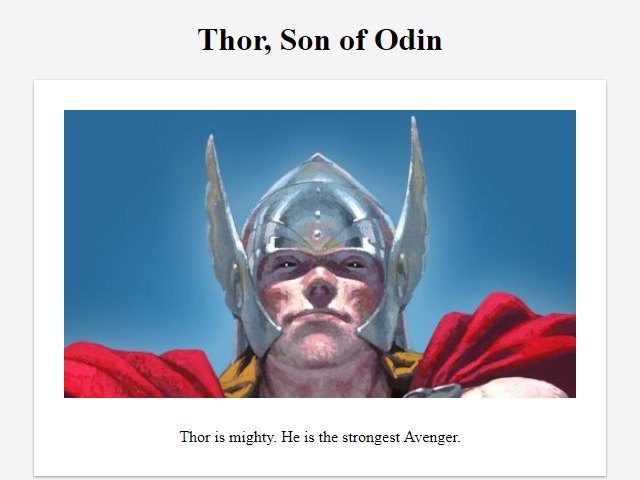 Thor, Son of Odin
Thor is mighty. He is the strongest Avenger.